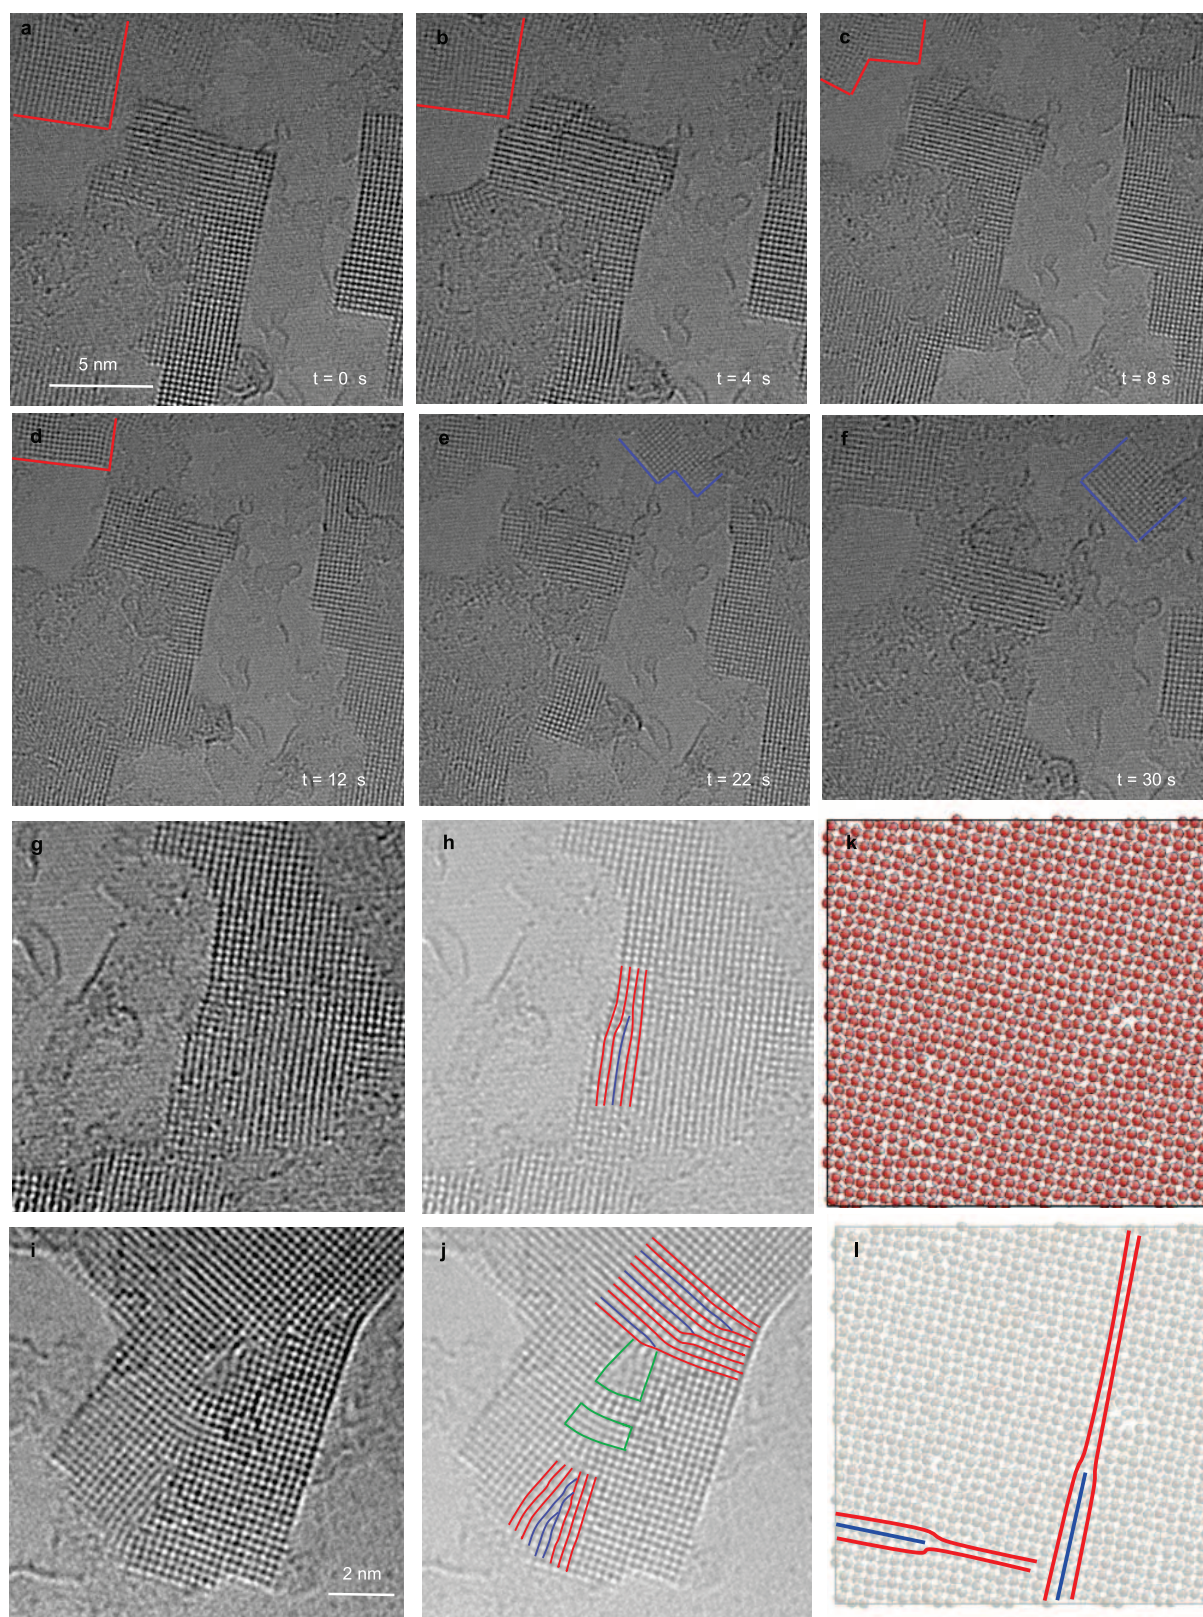 a
b
c
5 nm
t = 0 s
t = 4 s
t = 8 s
d
e
f
t = 12 s
t = 22 s
t = 30 s
g
h
k
i
j
l
2 nm